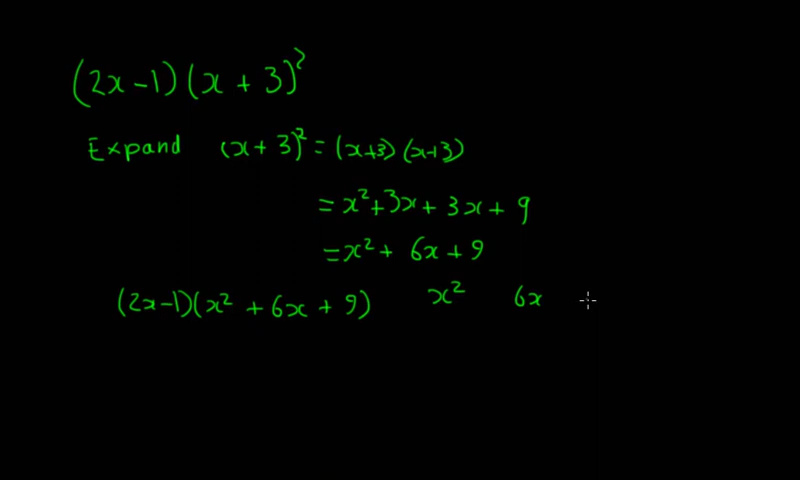 (2x-1)(x+3)²
Expand (x+3)² = (x+3)(x+3)
= x²+3x+3x+9
= x²+6x+9
(2x-1)(x²+6x+9) x² 6x